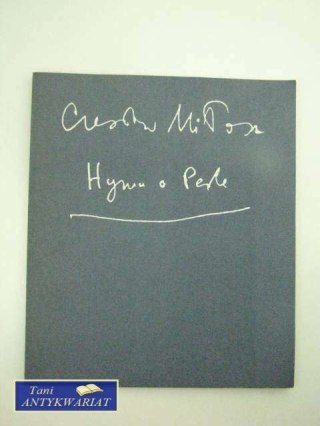 Czesław Miłosz
Hymn o Perle
Tani
ANTYKWARIAT